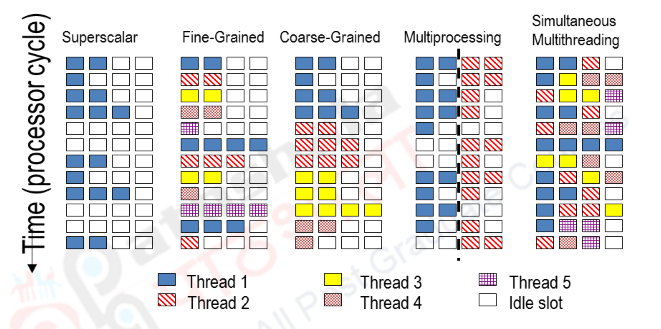 Superscalar
Fine-Grained
Coarse-Grained
Multiprocessing
Simultaneous
Multithreading
Time (processor cycle)
Thread 1
Thread 3
Thread 5
Thread 2
Thread 4
Idle slot